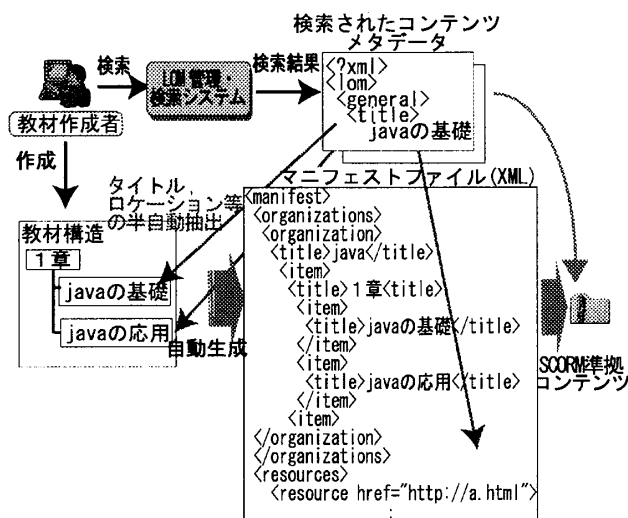 検索されたコンテンツ
メタデータ
検索
LOM管理・
検索システム
検索結果
<?xml>
<lom>
<general>
<title>
javaの基礎
教材作成者
作成
タイトル,
ロケーション等
の半自動抽出
マニフェストファイル(XML)
教材構造
1章
javaの基礎
javaの応用
自動生成
<manifest>
<organizations>
<organization>
<title>java</title>
<item>
<title>1章<title>
<item>
<title>javaの基礎</title>
</item>
<item>
<title>javaの応用</title>
</item>
<item>
</organization>
</organizations>
<resources>
<resource href="http://a.html">
:
SCORM準拠
コンテンツ